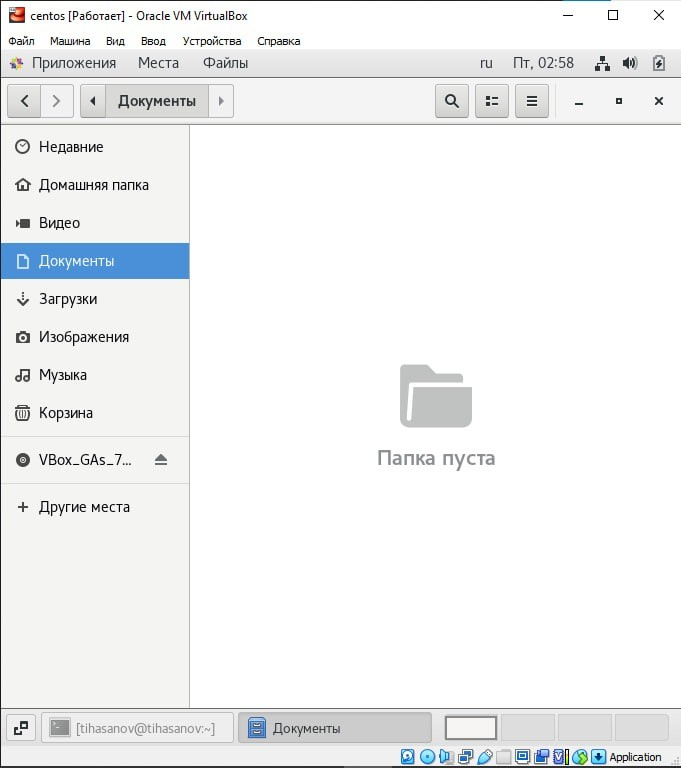 centos [Работает] - Oracle VM VirtualBox
Файл Машина Вид Ввод Устройства Справка
Приложения Места Файлы ru Пт, 02:58
Документы
Недавние
Домашняя папка
Видео
Документы
Загрузки
Изображения
Музыка
Корзина
VBox_GAs_7...
Другие места
Папка пуста
[tihasanov@tihasanov:~] Документы
Application